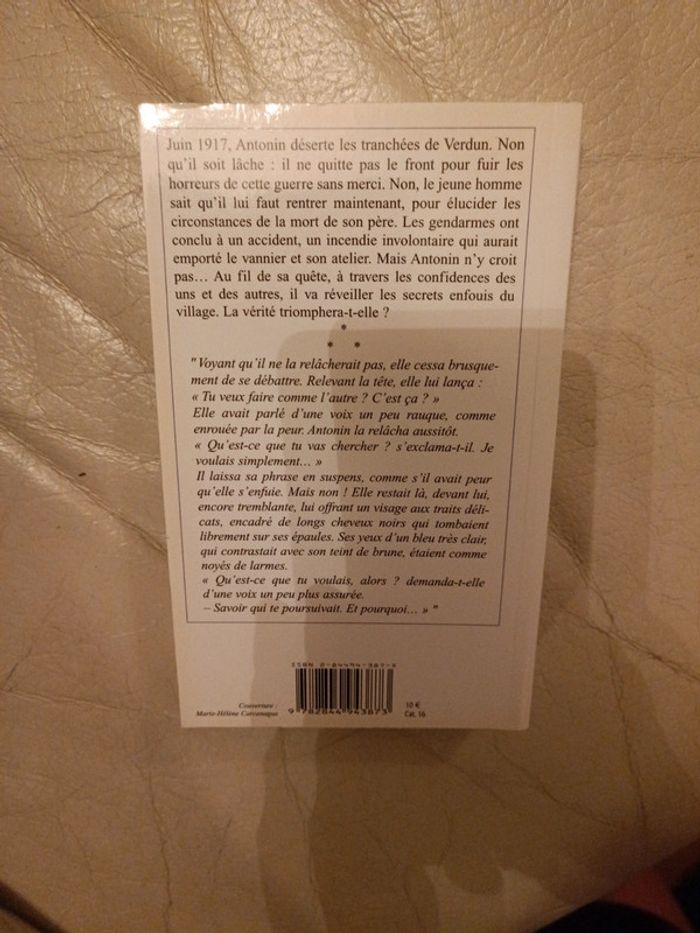 Juin 1917, Antonin déserte les tranchées de Verdun. Non
qu'il soit lâche : il ne quitte pas le front pour fuir les
horreurs de cette guerre sans merci. Non, le jeune homme
sait qu'il lui faut rentrer maintenant, pour élucider les
circonstances de la mort de son père. Les gendarmes ont
conclu à un accident, un incendie involontaire qui aurait
emporté le vannier et son atelier. Mais Antonin n'y croit
pas… Au fil de sa quête, à travers les confidences des
uns et des autres, il va réveiller les secrets enfouis du
village. La vérité triomphera-t-elle ?
*
* *
"Voyant qu'il ne la relâcherait pas, elle cessa brusque-
ment de se débattre. Relevant la tête, elle lui lança :
« Tu veux faire comme l'autre ? C'est ça ? »
Elle avait parlé d'une voix un peu rauque, comme
enrouée par la peur. Antonin la relâcha aussitôt.
« Qu'est-ce que tu vas chercher ? s'exclama-t-il. Je
voulais simplement… »
Il laissa sa phrase en suspens, comme s'il avait peur
qu'elle s'enfuie. Mais non ! Elle restait là, devant lui,
encore tremblante, lui offrant un visage aux traits déli-
cats, encadré de longs cheveux noirs qui tombaient
librement sur ses épaules. Ses yeux d'un bleu très clair,
qui contrastait avec son teint de brune, étaient comme
noyés de larmes.
« Qu'est-ce que tu voulais, alors ? demanda-t-elle
d'une voix un peu plus assurée.
– Savoir qui te poursuivait. Et pourquoi… » "
ISBN 2-84494-387-X
Couverture :
Marie-Hélène Carcanague
9 782844 943873
10 €
Cat. 16